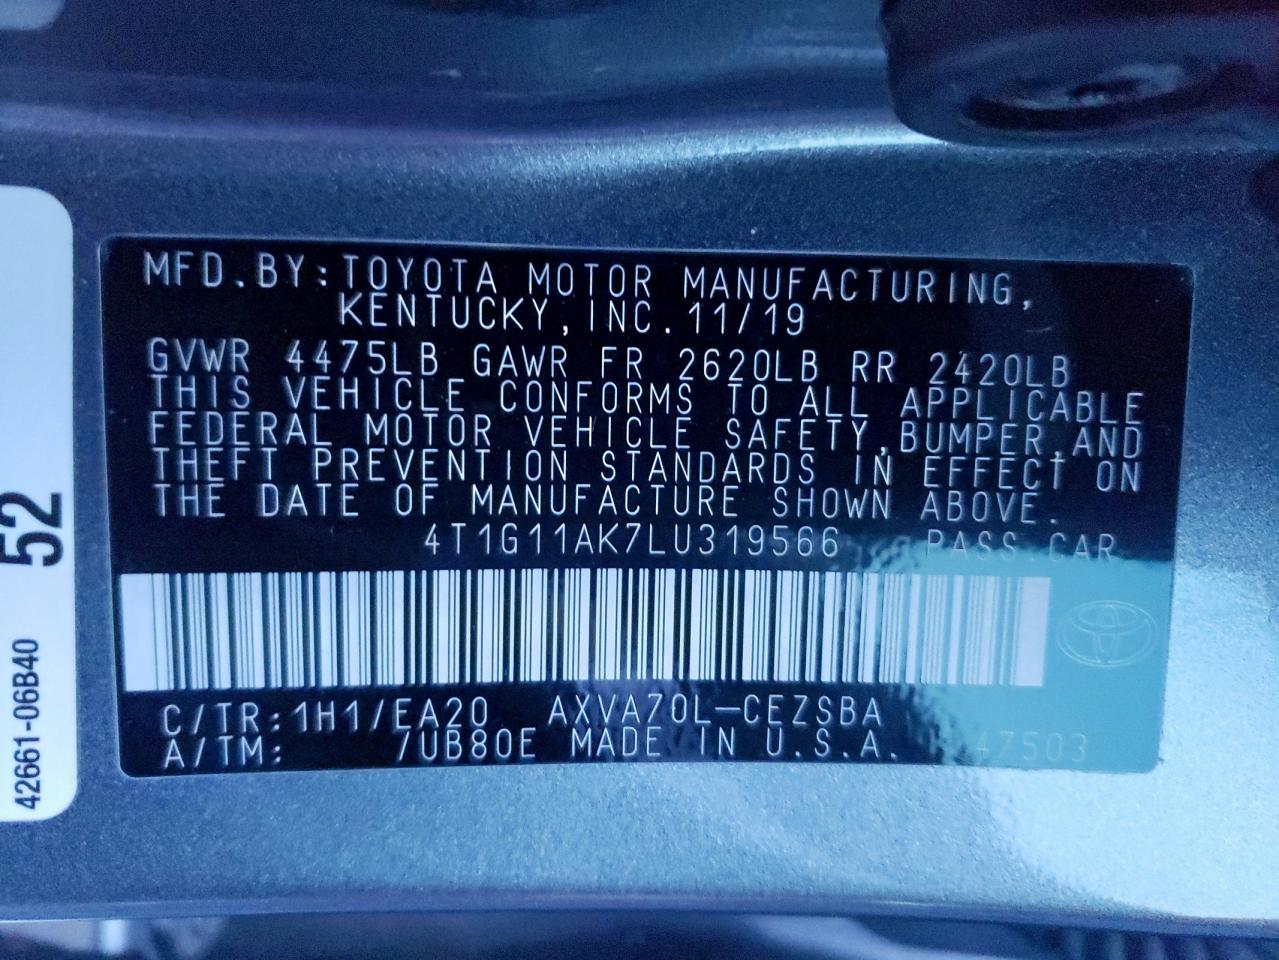 MFD.BY:TOYOTA MOTOR MANUFACTURING,
KENTUCKY,INC.11/19
GVWR 4475LB GAWR FR 2620LB RR 2420LB
THIS VEHICLE CONFORMS TO ALL APPLICABLE
FEDERAL MOTOR VEHICLE SAFETY,BUMPER,AND
THEFT PREVENTION STANDARDS IN EFFECT ON
THE DATE OF MANUFACTURE SHOWN ABOVE.
4T1G11AK7LU319566 PASS.CAR
C/TR:1H1/EA20 AXVA70L-CEZSBA
A/TM: /UB80E MADE IN U.S.A.
52
42661-06B40